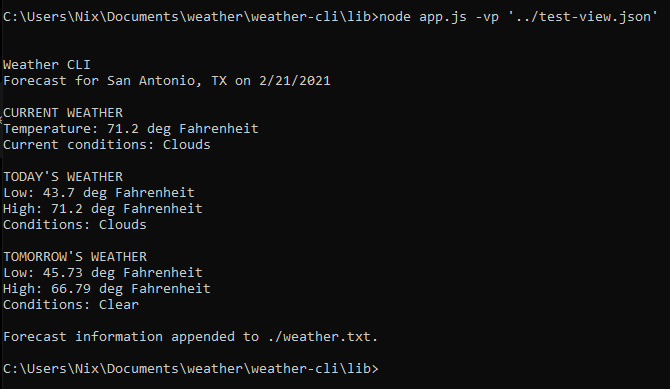 C:\Users\Nix\Documents\weather\weather-cli\lib>node app.js -vp '../test-view.json'
Weather CLI
Forecast for San Antonio, TX on 2/21/2021
CURRENT WEATHER
Temperature: 71.2 deg Fahrenheit
Current conditions: Clouds
TODAY'S WEATHER
Low: 43.7 deg Fahrenheit
High: 71.2 deg Fahrenheit
Conditions: Clouds
TOMORROW'S WEATHER
Low: 45.73 deg Fahrenheit
High: 66.79 deg Fahrenheit
Conditions: Clear
Forecast information appended to ./weather.txt.
C:\Users\Nix\Documents\weather\weather-cli\lib>